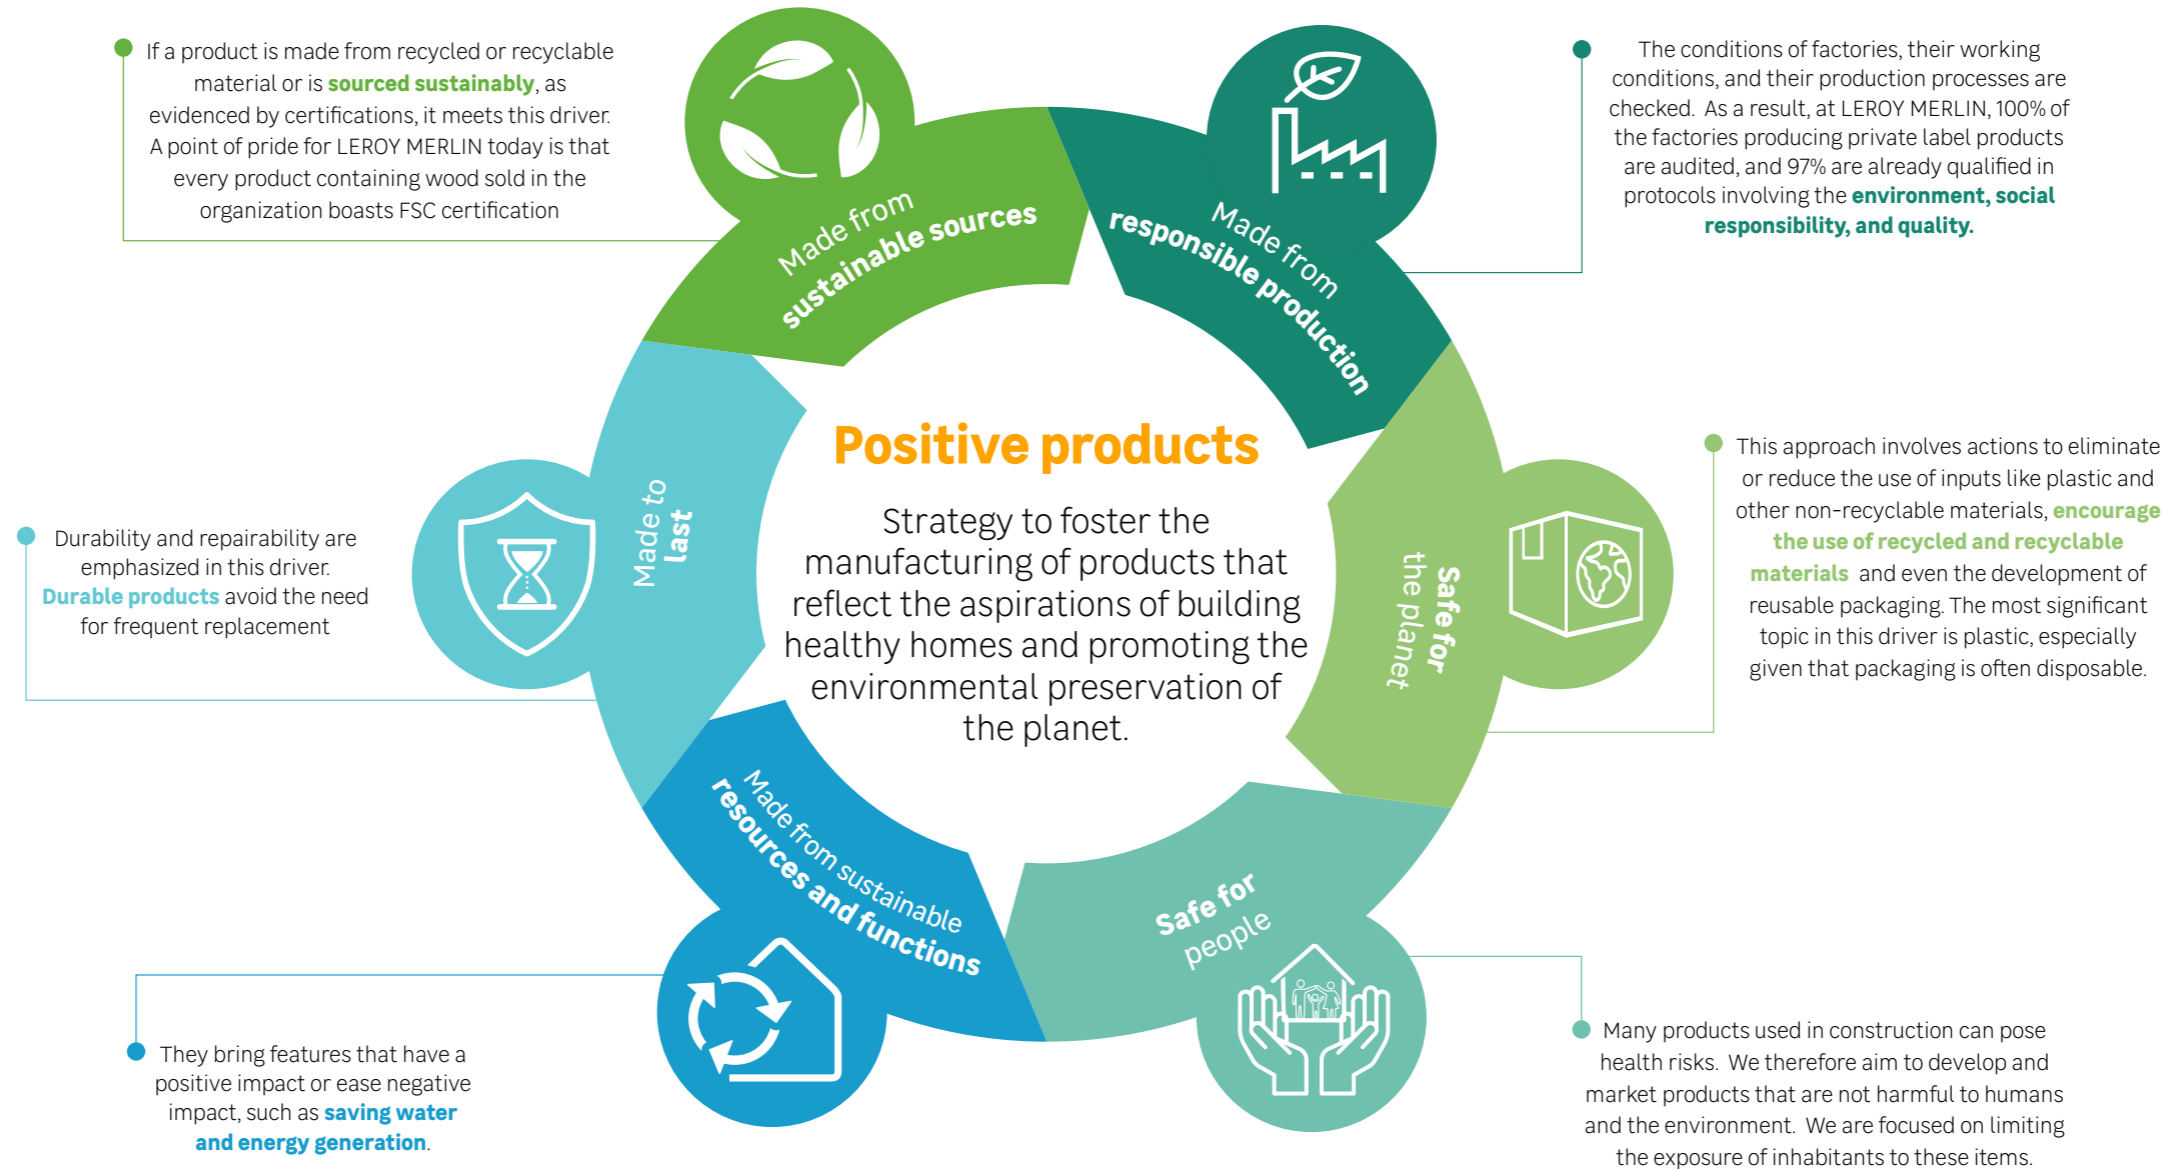 If a product is made from recycled or recyclable
material or is sourced sustainably, as
evidenced by certifications, it meets this driver.
A point of pride for LEROY MERLIN today is that
every product containing wood sold in the
organization boasts FSC certification
Made from
sustainable sources
The conditions of factories, their working
conditions, and their production processes are
checked. As a result, at LEROY MERLIN, 100% of
the factories producing private label products
are audited, and 97% are already qualified in
protocols involving the environment, social
responsibility, and quality.
Made from
responsible production
This approach involves actions to eliminate
or reduce the use of inputs like plastic and
other non-recyclable materials, encourage
the use of recycled and recyclable
materials and even the development of
reusable packaging. The most significant
topic in this driver is plastic, especially
given that packaging is often disposable.
Safe for
the planet
Positive products
Strategy to foster the
manufacturing of products that
reflect the aspirations of building
healthy homes and promoting the
environmental preservation of
the planet.
Made to
last
Durability and repairability are
emphasized in this driver.
Durable products avoid the need
for frequent replacement
Made from sustainable
resources and functions
They bring features that have a
positive impact or ease negative
impact, such as saving water
and energy generation.
Safe for
people
Many products used in construction can pose
health risks. We therefore aim to develop and
market products that are not harmful to humans
and the environment. We are focused on limiting
the exposure of inhabitants to these items.